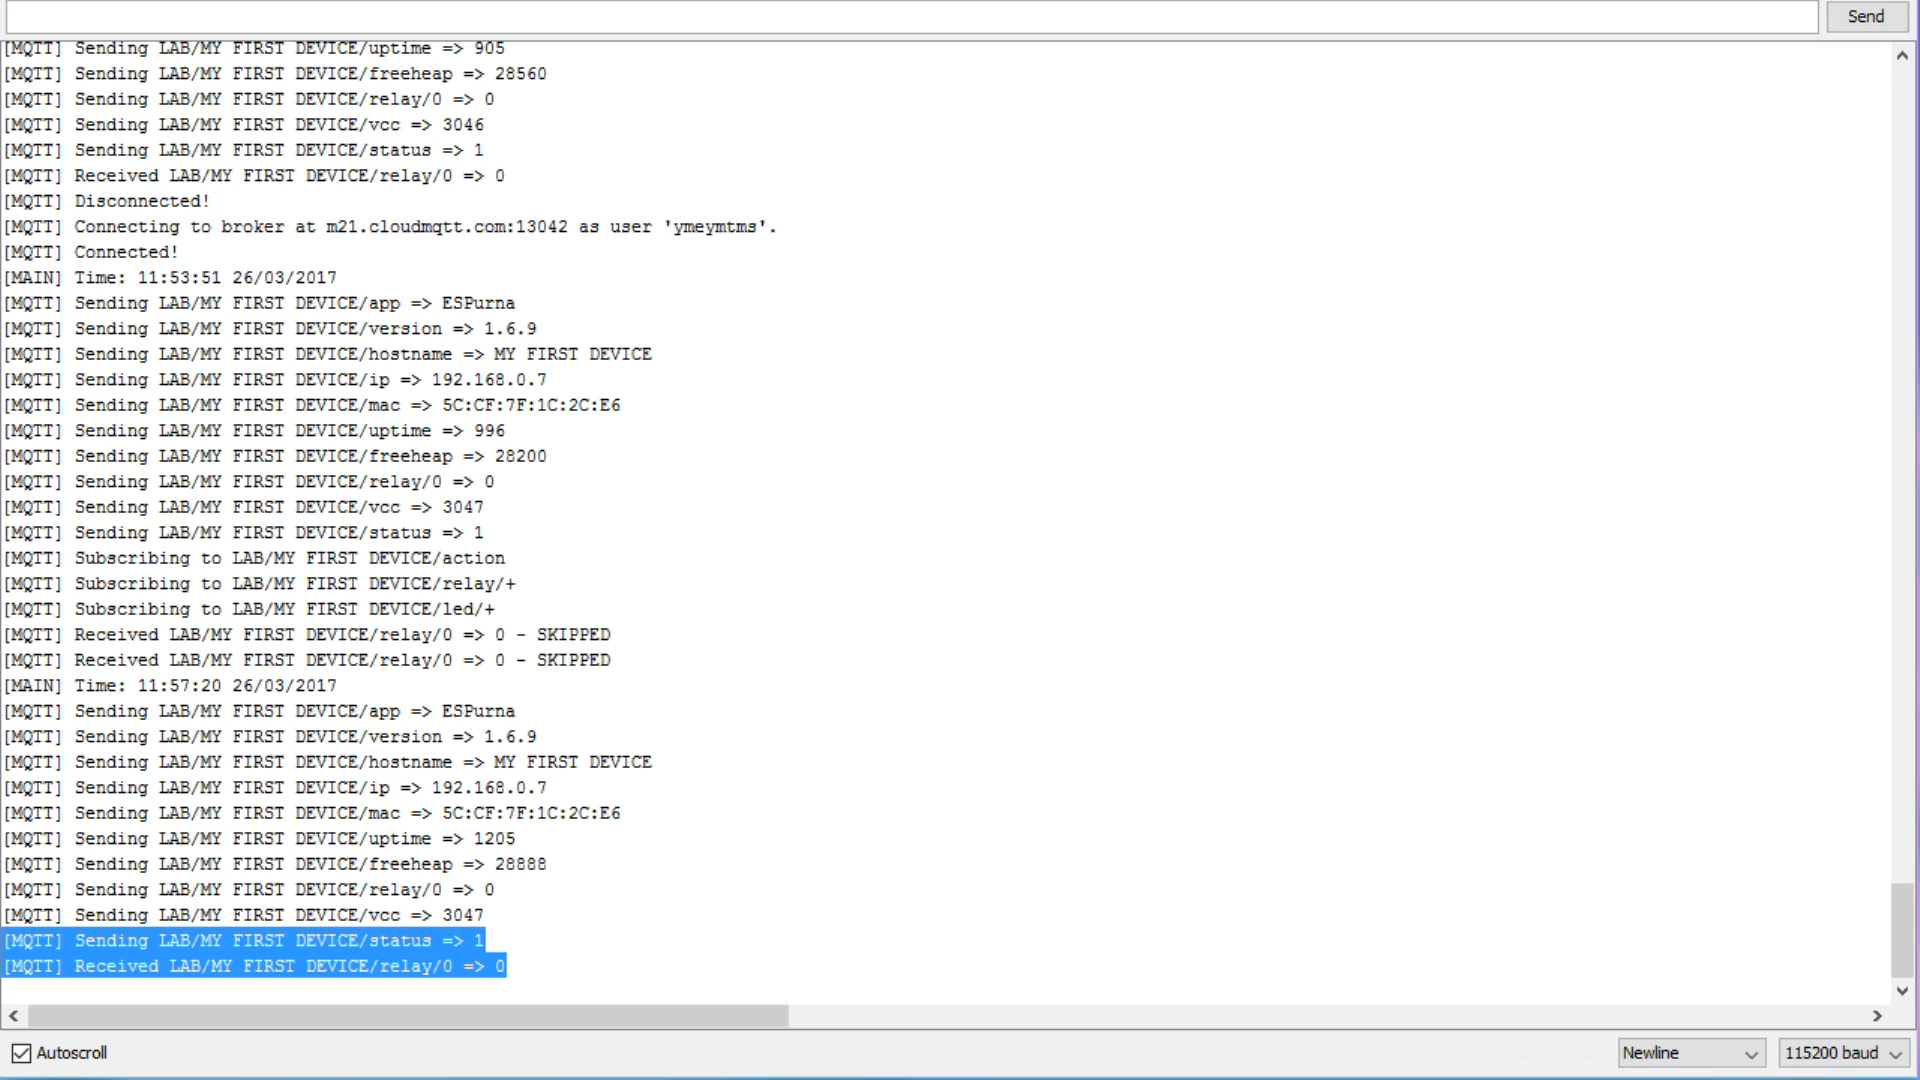 Send
[MQTT] Sending LAB/MY FIRST DEVICE/uptime => 905
[MQTT] Sending LAB/MY FIRST DEVICE/freeheap => 28560
[MQTT] Sending LAB/MY FIRST DEVICE/relay/0 => 0
[MQTT] Sending LAB/MY FIRST DEVICE/vcc => 3046
[MQTT] Sending LAB/MY FIRST DEVICE/status => 1
[MQTT] Received LAB/MY FIRST DEVICE/relay/0 => 0
[MQTT] Disconnected!
[MQTT] Connecting to broker at m21.cloudmqtt.com:13042 as user 'ymeymtms'.
[MQTT] Connected!
[MAIN] Time: 11:53:51 26/03/2017
[MQTT] Sending LAB/MY FIRST DEVICE/app => ESPurna
[MQTT] Sending LAB/MY FIRST DEVICE/version => 1.6.9
[MQTT] Sending LAB/MY FIRST DEVICE/hostname => MY FIRST DEVICE
[MQTT] Sending LAB/MY FIRST DEVICE/ip => 192.168.0.7
[MQTT] Sending LAB/MY FIRST DEVICE/mac => 5C:CF:7F:1C:2C:E6
[MQTT] Sending LAB/MY FIRST DEVICE/uptime => 996
[MQTT] Sending LAB/MY FIRST DEVICE/freeheap => 28200
[MQTT] Sending LAB/MY FIRST DEVICE/relay/0 => 0
[MQTT] Sending LAB/MY FIRST DEVICE/vcc => 3047
[MQTT] Sending LAB/MY FIRST DEVICE/status => 1
[MQTT] Subscribing to LAB/MY FIRST DEVICE/action
[MQTT] Subscribing to LAB/MY FIRST DEVICE/relay/+
[MQTT] Subscribing to LAB/MY FIRST DEVICE/led/+
[MQTT] Received LAB/MY FIRST DEVICE/relay/0 => 0 - SKIPPED
[MQTT] Received LAB/MY FIRST DEVICE/relay/0 => 0 - SKIPPED
[MAIN] Time: 11:57:20 26/03/2017
[MQTT] Sending LAB/MY FIRST DEVICE/app => ESPurna
[MQTT] Sending LAB/MY FIRST DEVICE/version => 1.6.9
[MQTT] Sending LAB/MY FIRST DEVICE/hostname => MY FIRST DEVICE
[MQTT] Sending LAB/MY FIRST DEVICE/ip => 192.168.0.7
[MQTT] Sending LAB/MY FIRST DEVICE/mac => 5C:CF:7F:1C:2C:E6
[MQTT] Sending LAB/MY FIRST DEVICE/uptime => 1205
[MQTT] Sending LAB/MY FIRST DEVICE/freeheap => 28888
[MQTT] Sending LAB/MY FIRST DEVICE/relay/0 => 0
[MQTT] Sending LAB/MY FIRST DEVICE/vcc => 3047
[MQTT] Sending LAB/MY FIRST DEVICE/status => 1
[MQTT] Received LAB/MY FIRST DEVICE/relay/0 => 0
Autoscroll Newline 115200 baud